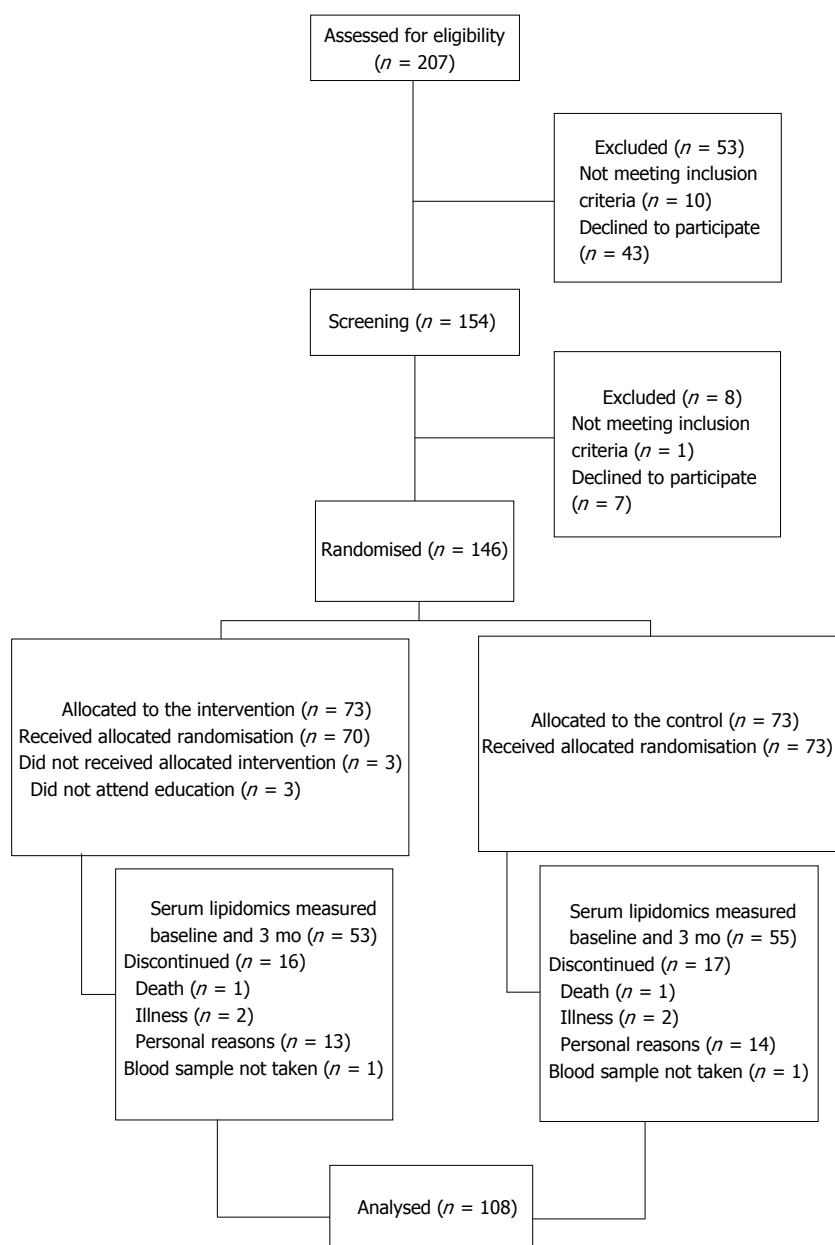 Assessed for eligibility
(n = 207)
Excluded (n = 53)
Not meeting inclusion
criteria (n = 10)
Declined to participate
(n = 43)
Screening (n = 154)
Excluded (n = 8)
Not meeting inclusion
criteria (n = 1)
Declined to participate
(n = 7)
Randomised (n = 146)
Allocated to the intervention (n = 73)
Received allocated randomisation (n = 70)
Did not received allocated intervention (n = 3)
Did not attend education (n = 3)
Allocated to the control (n = 73)
Received allocated randomisation (n = 73)
Serum lipidomics measured
baseline and 3 mo (n = 53)
Discontinued (n = 16)
Death (n = 1)
Illness (n = 2)
Personal reasons (n = 13)
Blood sample not taken (n = 1)
Serum lipidomics measured
baseline and 3 mo (n = 55)
Discontinued (n = 17)
Death (n = 1)
Illness (n = 2)
Personal reasons (n = 14)
Blood sample not taken (n = 1)
Analysed (n = 108)